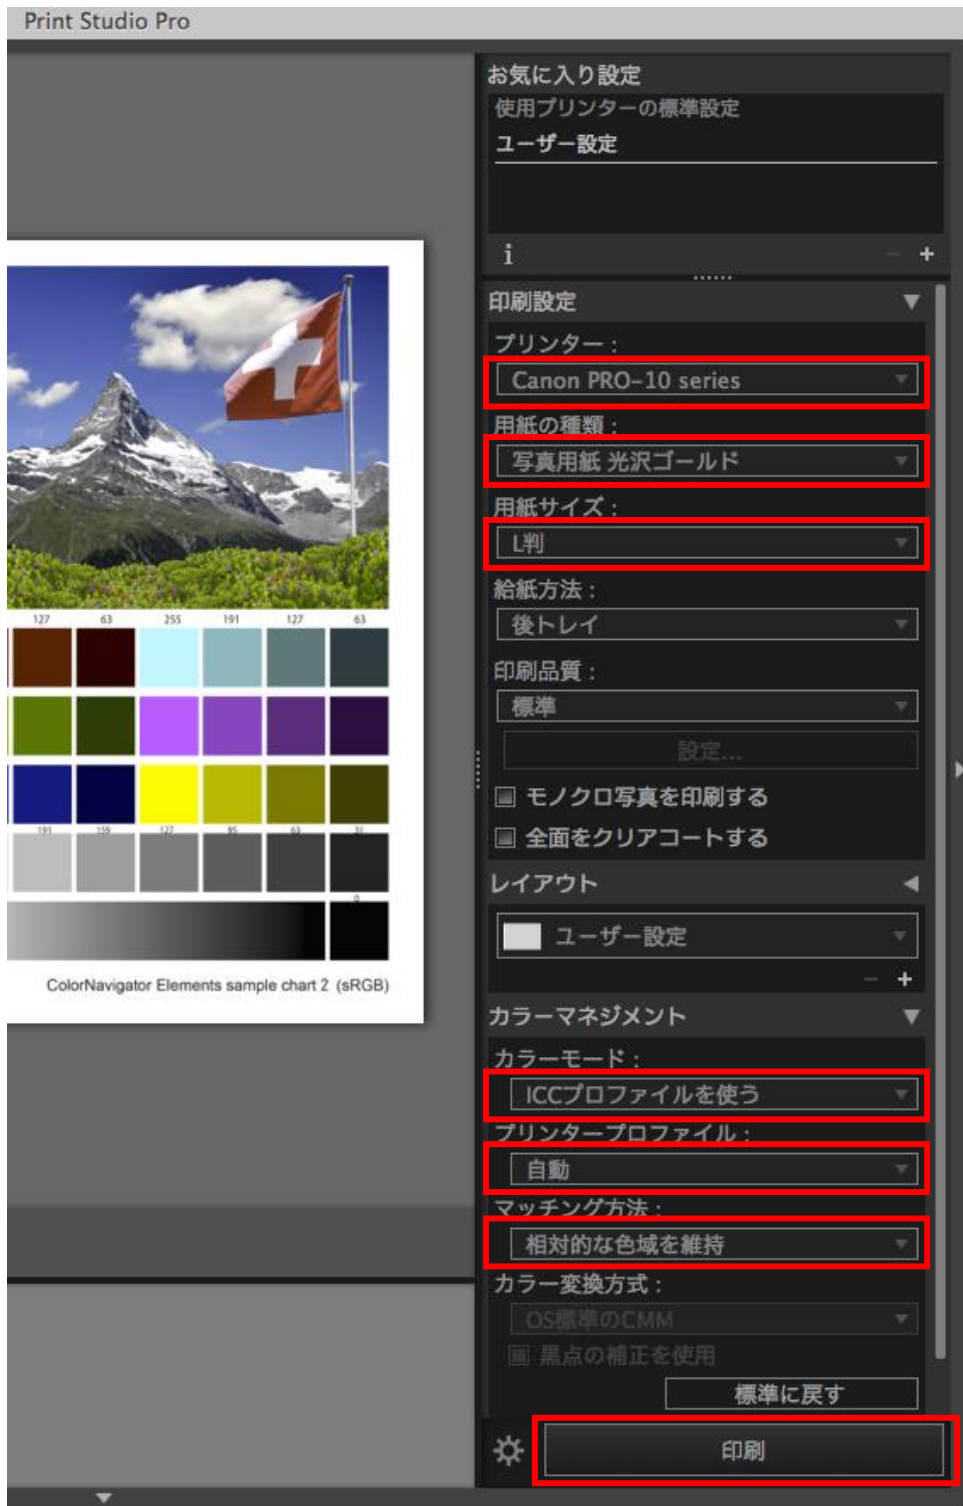 Print Studio Pro
お気に入り設定
使用プリンターの標準設定
ユーザー設定
i
− +
印刷設定
プリンター：
Canon PRO-10 series
用紙の種類：
写真用紙 光沢ゴールド
用紙サイズ：
L判
給紙方法：
後トレイ
印刷品質：
標準
設定...
モノクロ写真を印刷する
全面をクリアコートする
レイアウト
ユーザー設定
− +
カラーマネジメント
カラーモード：
ICCプロファイルを使う
プリンタープロファイル：
自動
マッチング方法：
相対的な色域を維持
カラー変換方式：
OS標準のCMM
黒点の補正を使用
標準に戻す
印刷
127 63 255 191 127 63
191 159 127 95 63 31
0
ColorNavigator Elements sample chart 2 (sRGB)